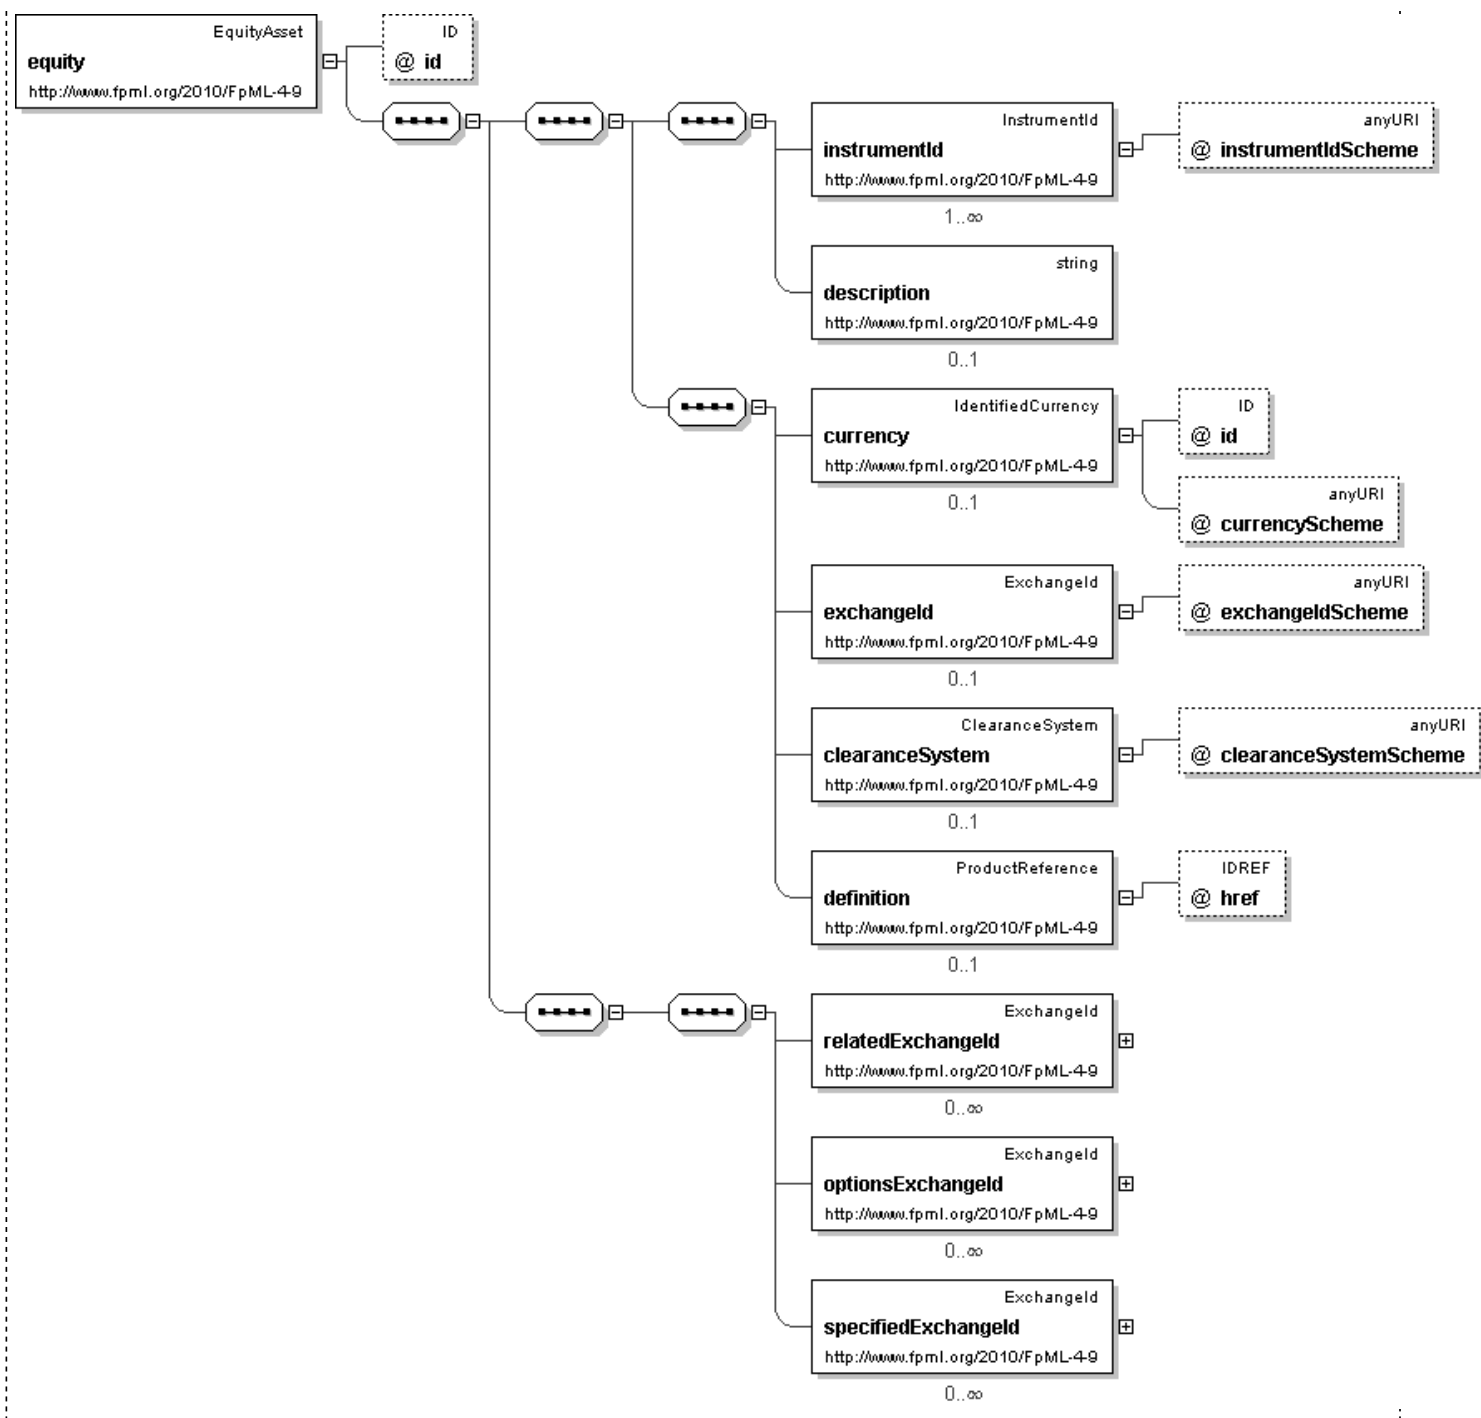 EquityAsset
equity
http://www.fpml.org/2010/FpML-4-9
ID
@ id
InstrumentId
instrumentId
http://www.fpml.org/2010/FpML-4-9
1..∞
anyURI
@ instrumentIdScheme
string
description
http://www.fpml.org/2010/FpML-4-9
0..1
IdentifiedCurrency
currency
http://www.fpml.org/2010/FpML-4-9
0..1
ID
@ id
anyURI
@ currencyScheme
ExchangeId
exchangeId
http://www.fpml.org/2010/FpML-4-9
0..1
anyURI
@ exchangeIdScheme
ClearanceSystem
clearanceSystem
http://www.fpml.org/2010/FpML-4-9
0..1
anyURI
@ clearanceSystemScheme
ProductReference
definition
http://www.fpml.org/2010/FpML-4-9
0..1
IDREF
@ href
ExchangeId
relatedExchangeId
http://www.fpml.org/2010/FpML-4-9
0..∞
ExchangeId
optionsExchangeId
http://www.fpml.org/2010/FpML-4-9
0..∞
ExchangeId
specifiedExchangeId
http://www.fpml.org/2010/FpML-4-9
0..∞